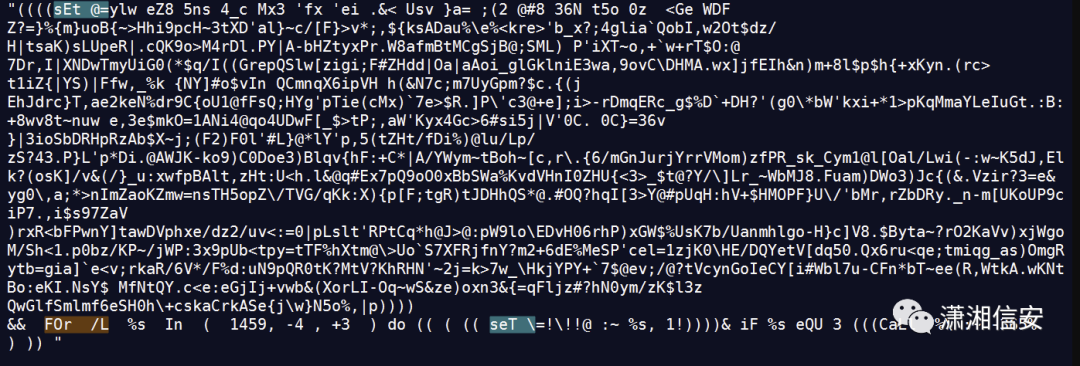 "((((sEt @=ylw eZ8 5ns 4_c Mx3 'fx 'ei .&< Usv }a= ;(2 @#8 36N t5o 0z  <Ge WDF
Z?=}%{m}uoB{~>Hhi9pcH~3tXD'al}~c/[F}>v*;,${ksADau%\e%<kre>'b_x?;4glia`QobI,w2Ot$dz/
H|tsaK)sLUpeR|.cQK9o>M4rDl.PY|A-bHZtyxPr.W8afmBtMCgSjB@;SML) P'iXT~o,+`w+rT$O:@
7Dr,I|XNDwTmyUiG0(*$q/I((GrepQSlw[zigi;F#ZHdd|Oa|aAoi_glGklniE3wa,9ovC\DHMA.wx]jfEIh&n)m+8l$p$h{+xKyn.(rc>
t1iZ{|YS)|Ffw,_%k {NY]#o$vIn QCmnqX6ipVH h(&N7c;m7UyGpm?$c.{(j
EhJdrc}T,ae2keN%dr9C{oU1@fFsQ;HYg'pTie(cMx)`7e>$R.]P\'c3@+e];i>-rDmqERc_g$%D`+DH?'(g0\*bW'kxi+*1>pKqMmaYLeIuGt.:B:
+8wv8t~nuw e,3e$mkO=1ANi4@qo4UDwF[_$>tP;,aW'Kyx4Gc>6#si5j|V'0C. 0C}=36v
}|3ioSbDRHpRzAb$X~j;(F2)F0l'#L}@*lY'p,5(tZHt/fDi%)@lu/Lp/
zS?43.P}L'p*Di.@AWJK-ko9)C0Doe3)Blqv{hF:+C*|A/YWym~tBoh~[c,r\.{6/mGnJurjYrrVMom)zfPR_sk_Cym1@l[Oal/Lwi(-:w~K5dJ,El
k?(osK]/v&(/}_u:xwfpBAlt,zHt:U<h.l&@q#Ex7pQ9oO0xBbSWa%KvdVHnI0ZHU{<3>_$t@?Y/\]Lr_~WbMJ8.Fuam)DWo3)Jc{(&.Vzir?3=e&
yg0\,a;*>nImZaoKZmw=nsTH5opZ\/TVG/qKk:X){p[F;tgR)tJDHhQS*@.#OQ?hqI[3>Y@#pUqH:hV+$HMOPF}U\/'bMr,rZbDRy._n-m[UKoUP9c
iP7.,i$s97ZaV
)rxR<bFPwnY]tawDVphxe/dz2/uv<:=0|pLslt'RPtCq*h@J>@:pW9lo\EDvH06rhP)xGW$%UsK7b/Uanmhlgo-H}c]V8.$Byta~?rO2KaVv)xjWgo
M/Sh<1.p0bz/KP~/jWP:3x9pUb<tpy=tTF%hXtm@\>Uo`S7XFRjfnY?m2+6dE%MeSP'cel=1zjK0\HE/DQYetV[dq50.Qx6ru<qe;tmiqg_as)OmgR
rytb=gia]`e<v;rkaR/6V*/F%d:uN9pQR0tK?MtV?KhRHN'~2j=k>7w_\HkjYPY+`7$@ev;/@?tVcynGoIeCY[i#Wbl7u-CFn*bT~ee(R,WtkA.wKNt
Bo:eKI.NsY$ MfNtQY.c<e:eGjIj+vwb&(XorLI-Oq~wS&ze)oxn3&{=qFljz#?hN0ym/zK$l3z
QwGlfSmlmf6eSH0h\+cskaCrkASe{j\w}N5o%,|p))))
&&  FOr  /L  %s  In  (  1459, -4 , +3  ) do (( ( (( seT \=!\!!@ :~ %s, 1!))))& iF %s eQU 3 (((CaL
) )) "
潇湘信安